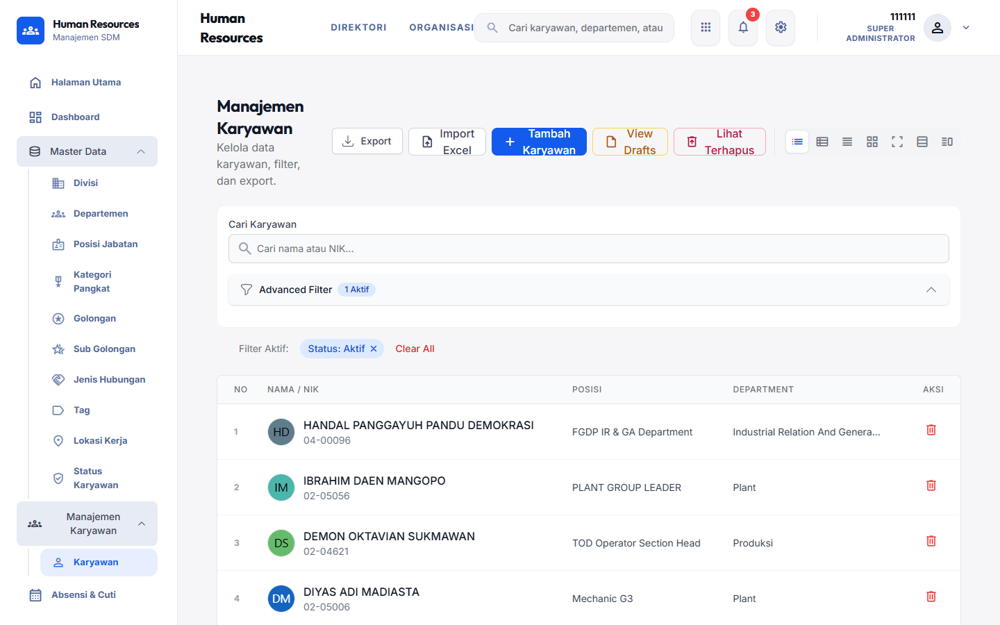 Human Resources
Manajemen SDM
Halaman Utama
Dashboard
Master Data
Divisi
Departemen
Posisi Jabatan
Kategori
Pangkat
Golongan
Sub Golongan
Jenis Hubungan
Tag
Lokasi Kerja
Status
Karyawan
Manajemen
Karyawan
Karyawan
Absensi & Cuti
Human
Resources
DIREKTORI
ORGANISASI
Cari karyawan, departemen, atau
3
111111
SUPER
ADMINISTRATOR
Manajemen
Karyawan
Kelola data
karyawan, filter,
dan export.
Export
Import
Excel
Tambah
Karyawan
View
Drafts
Lihat
Terhapus
Cari Karyawan
Cari nama atau NIK...
Advanced Filter 1 Aktif
Filter Aktif: Status: Aktif Clear All
NO NAMA / NIK POSISI DEPARTMENT AKSI
1 HD HANDAL PANGGAYUH PANDU DEMOKRASI
04-00096
FGDP IR & GA Department Industrial Relation And Genera...
2 IM IBRAHIM DAEN MANGOPO
02-05056
PLANT GROUP LEADER Plant
3 DS DEMON OKTAVIAN SUKMAWAN
02-04621
TOD Operator Section Head Produksi
4 DM DIYAS ADI MADIASTA
02-05006
Mechanic G3 Plant